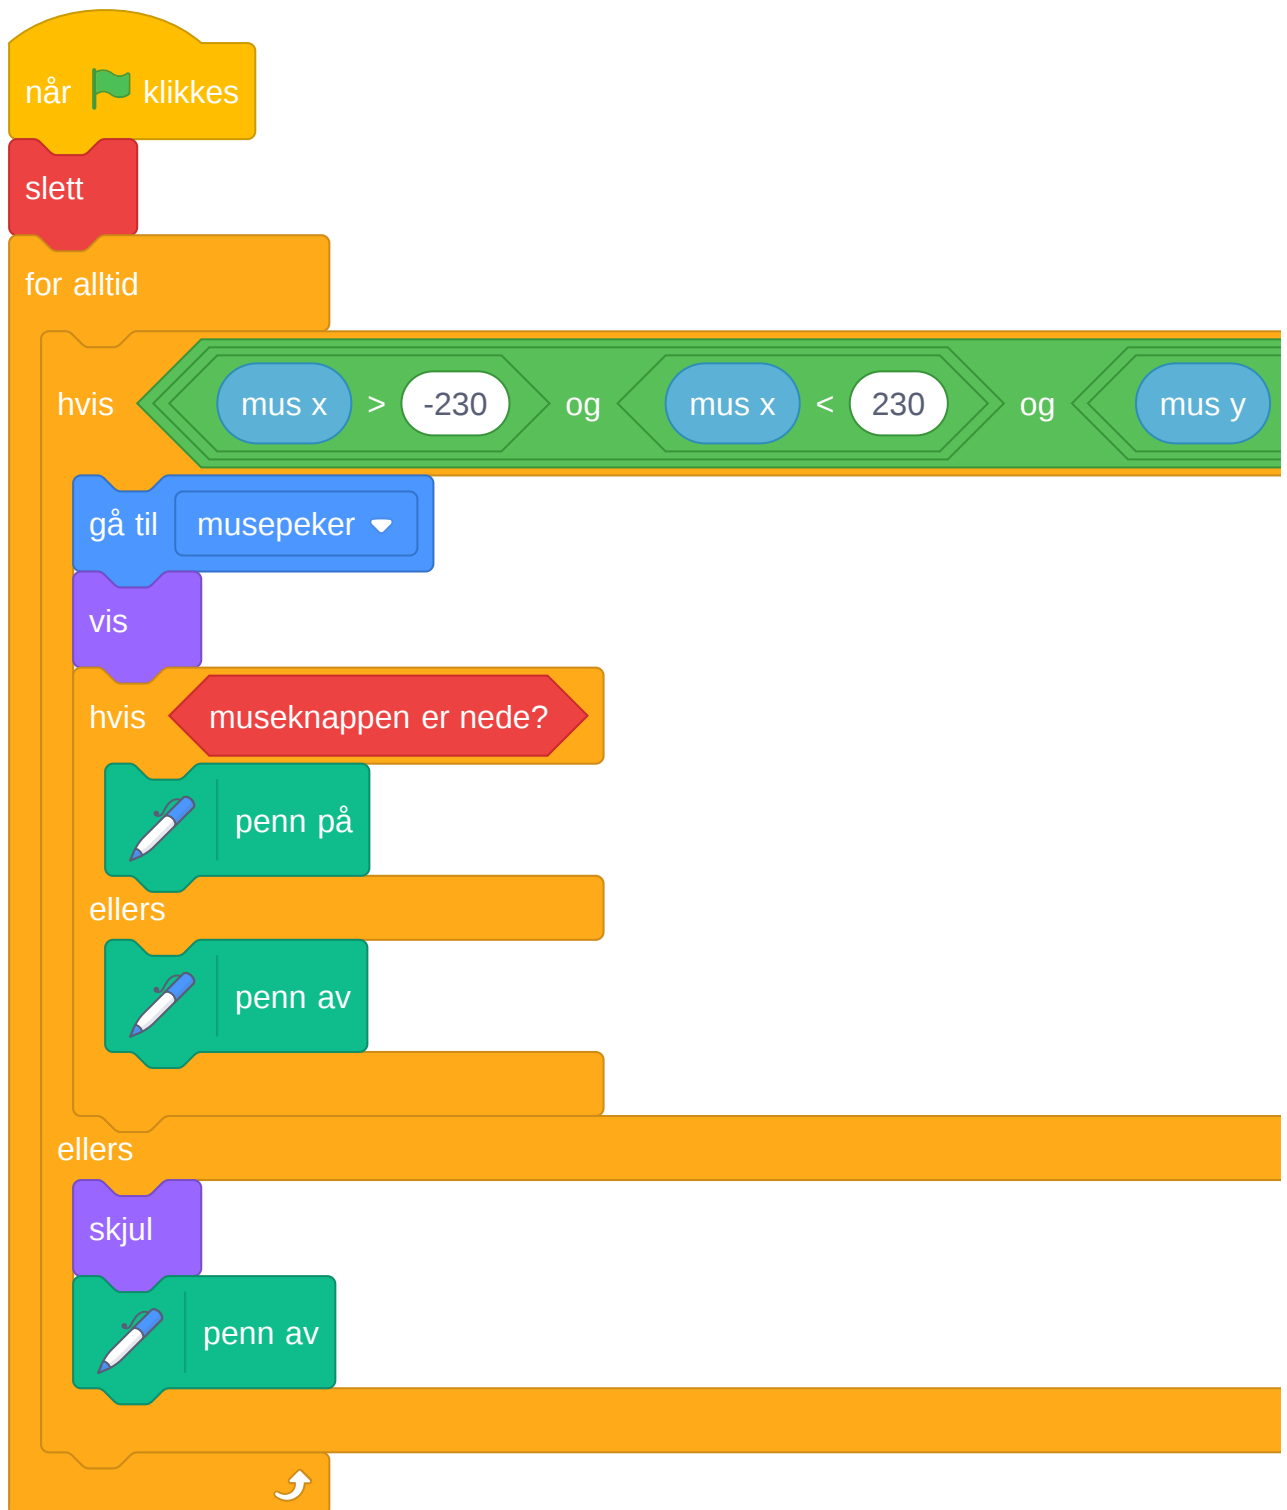 når klikkes
slett
for alltid
hvis mus x > -230 og mus x < 230 og mus y
gå til musepeker
vis
hvis museknappen er nede?
penn på
ellers
penn av
ellers
skjul
penn av